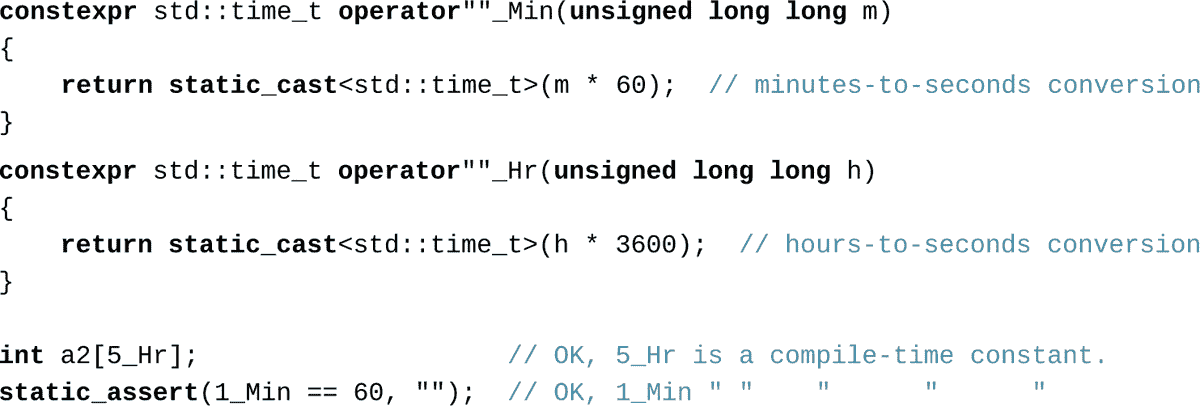 constexpr std::time_t operator""_Min(unsigned long long m)
{
    return static_cast<std::time_t>(m * 60);  // minutes-to-seconds conversion
}
constexpr std::time_t operator""_Hr(unsigned long long h)
{
    return static_cast<std::time_t>(h * 3600);  // hours-to-seconds conversion
}
int a2[5_Hr];                    // OK, 5_Hr is a compile-time constant.
static_assert(1_Min == 60, "");  // OK, 1_Min " "    "      "      "